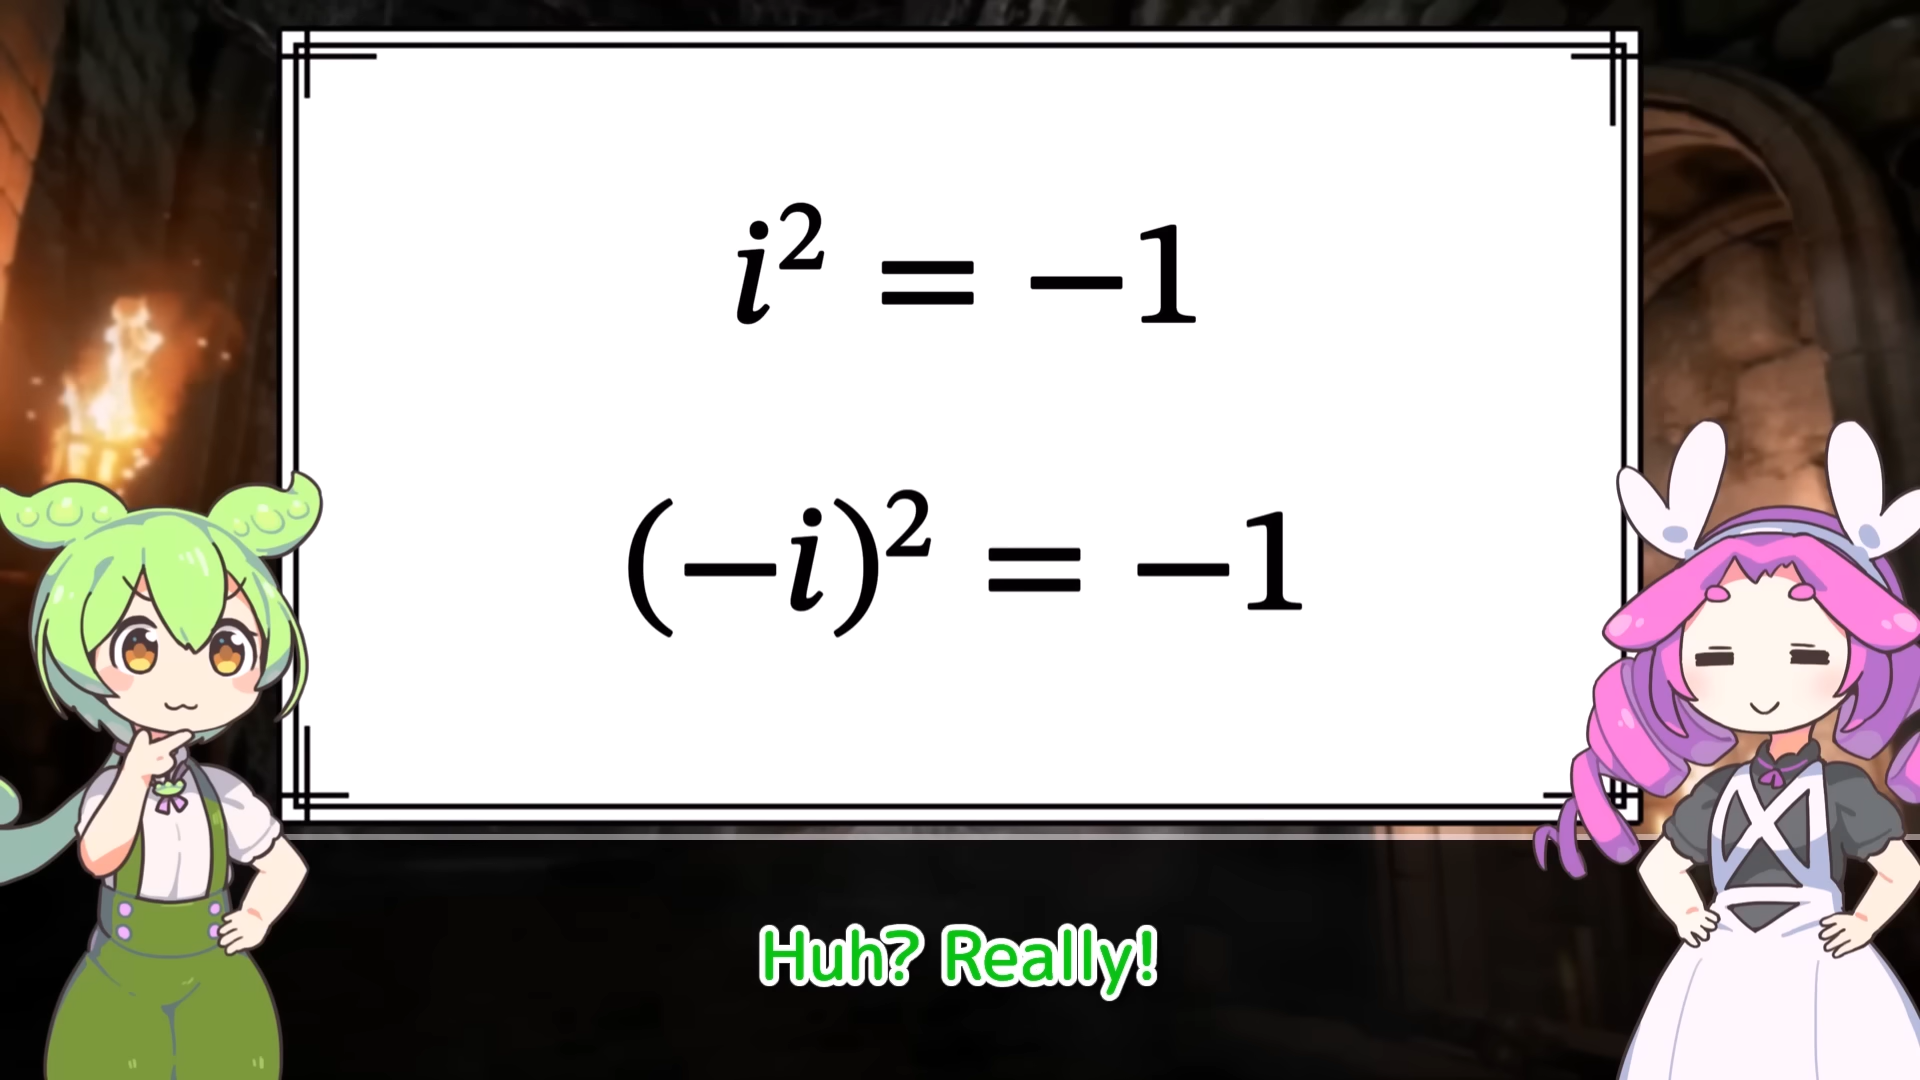 i² = −1
(−i)² = −1
Huh? Really!